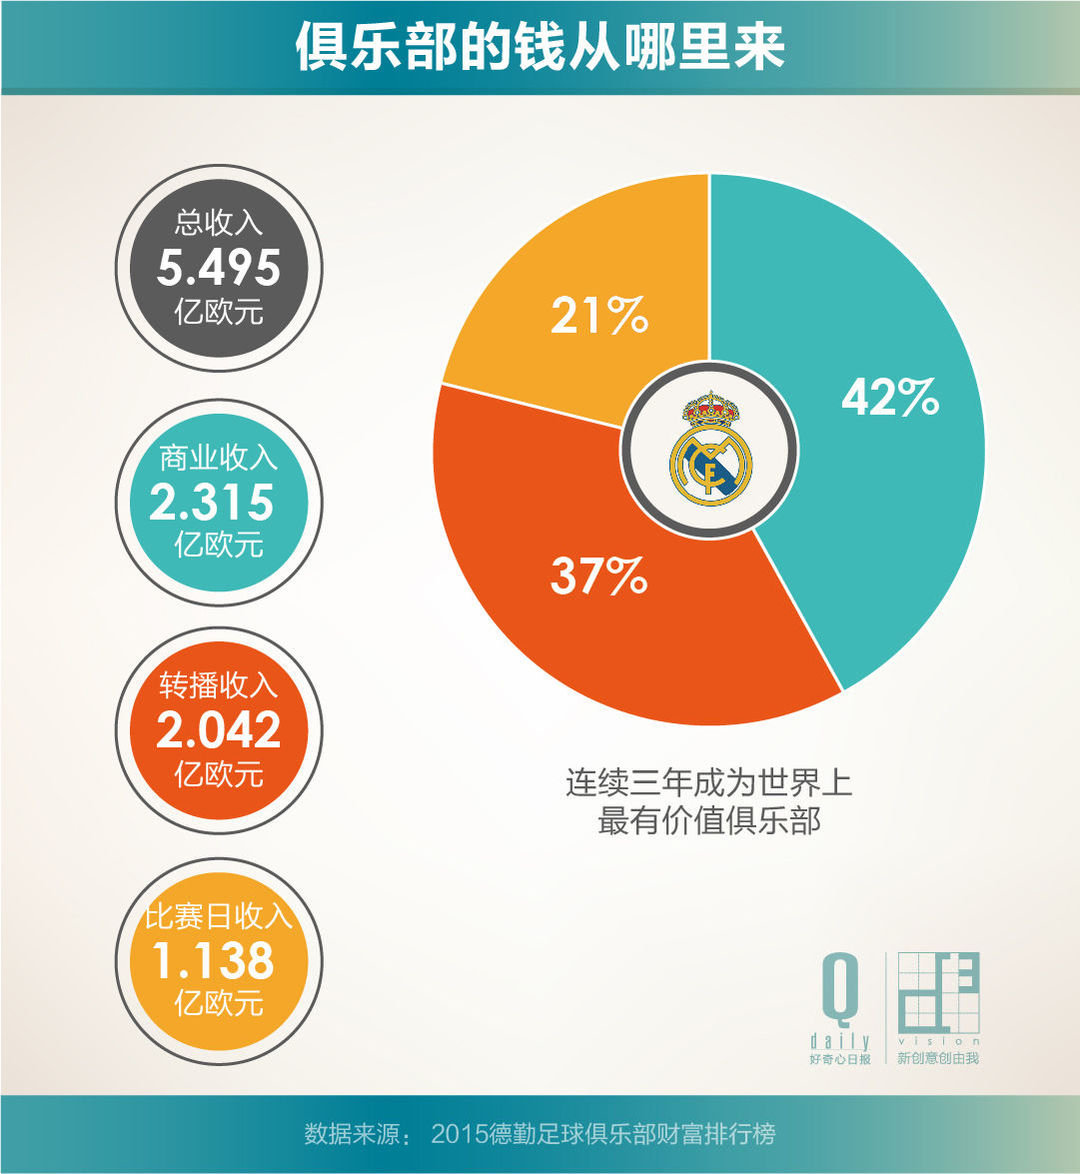 俱乐部的钱从哪里来
总收入
5.495
亿欧元
商业收入
2.315
亿欧元
转播收入
2.042
亿欧元
比赛日收入
1.138
亿欧元
21%
42%
37%
连续三年成为世界上
最有价值俱乐部
Q
daily
好奇心日报
vision
新创意创由我
数据来源： 2015德勤足球俱乐部财富排行榜